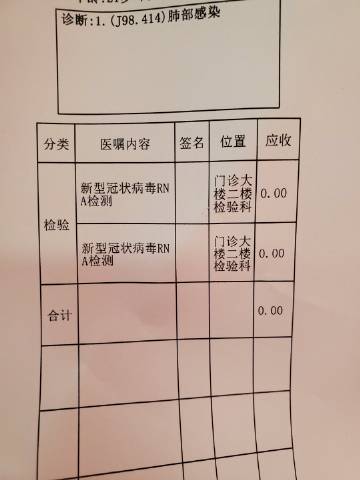 诊断:1.(J98.414)肺部感染
分类 医嘱内容 签名 位置 应收
检验
新型冠状病毒RN
A检测
门诊大
楼二楼
检验科
0.00
新型冠状病毒RN
A检测
门诊大
楼二楼
检验科
0.00
合计 0.00